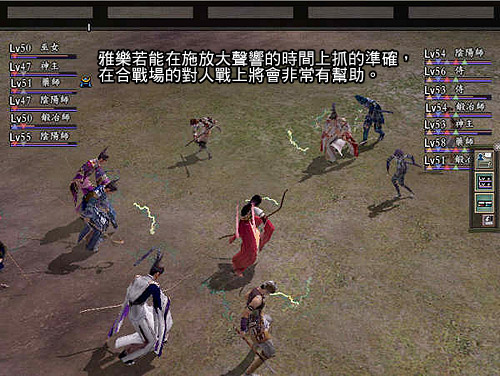 雅樂若能在施放大聲響的時間上抓的準確，
在合戰場的對人戰上將會非常有幫助。
Lv50 巫女
Lv47 神主
Lv51 藥師
Lv47 陰陽師
Lv50 鍛冶師
Lv55 陰陽師
Lv54 陰陽師
Lv56 侍
Lv53 侍
Lv54 鍛冶師
Lv53 神主
Lv58 藥師
Lv51 鍛